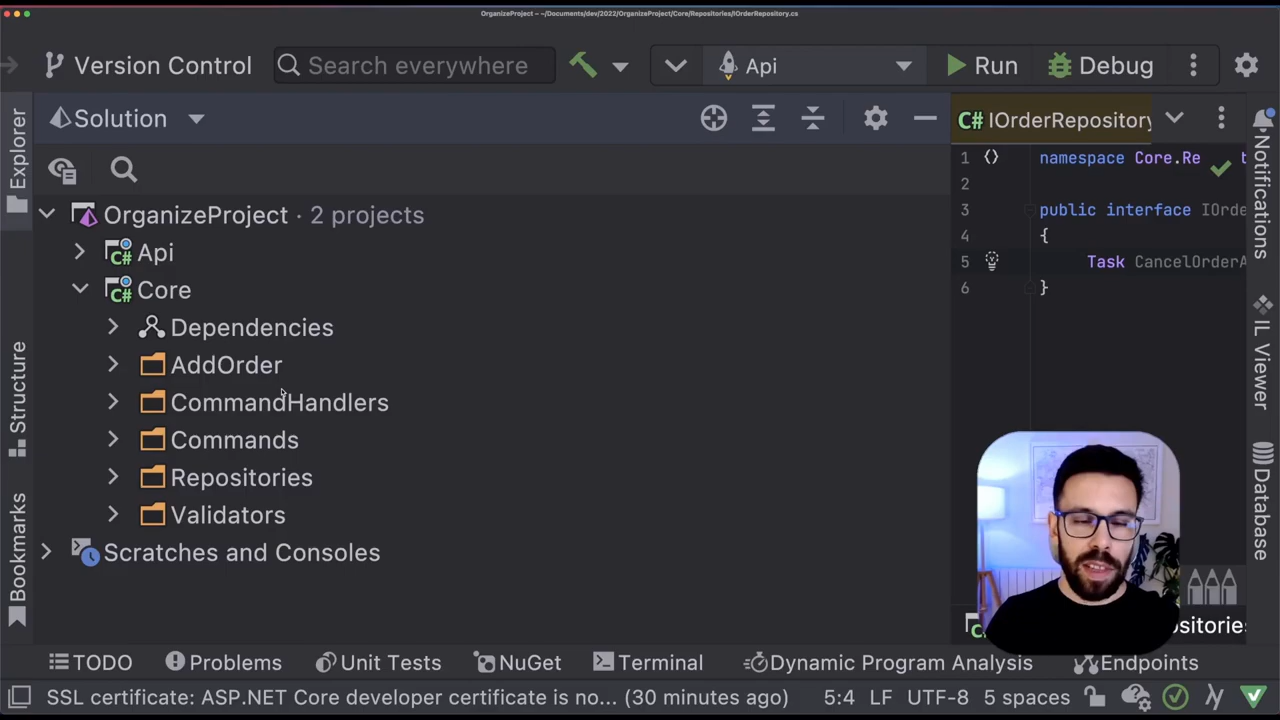 OrganizeProject – ~/Documents/dev/2022/OrganizeProject/Core/Repositories/IOrderRepository.cs
Version Control
Search everywhere
Api
Run
Debug
Explorer
Structure
Bookmarks
Solution
OrganizeProject · 2 projects
Api
C#
Core
C#
Dependencies
AddOrder
CommandHandlers
Commands
Repositories
Validators
Scratches and Consoles
C# IOrderRepository
1 namespace Core.Re
2
3 public interface IOrde
4 {
5 Task CancelOrderA
6 }
sitories
Notifications
IL Viewer
Database
TODO
Problems
Unit Tests
NuGet
Terminal
Dynamic Program Analysis
Endpoints
SSL certificate: ASP.NET Core developer certificate is no... (30 minutes ago)
5:4
LF
UTF-8
5 spaces